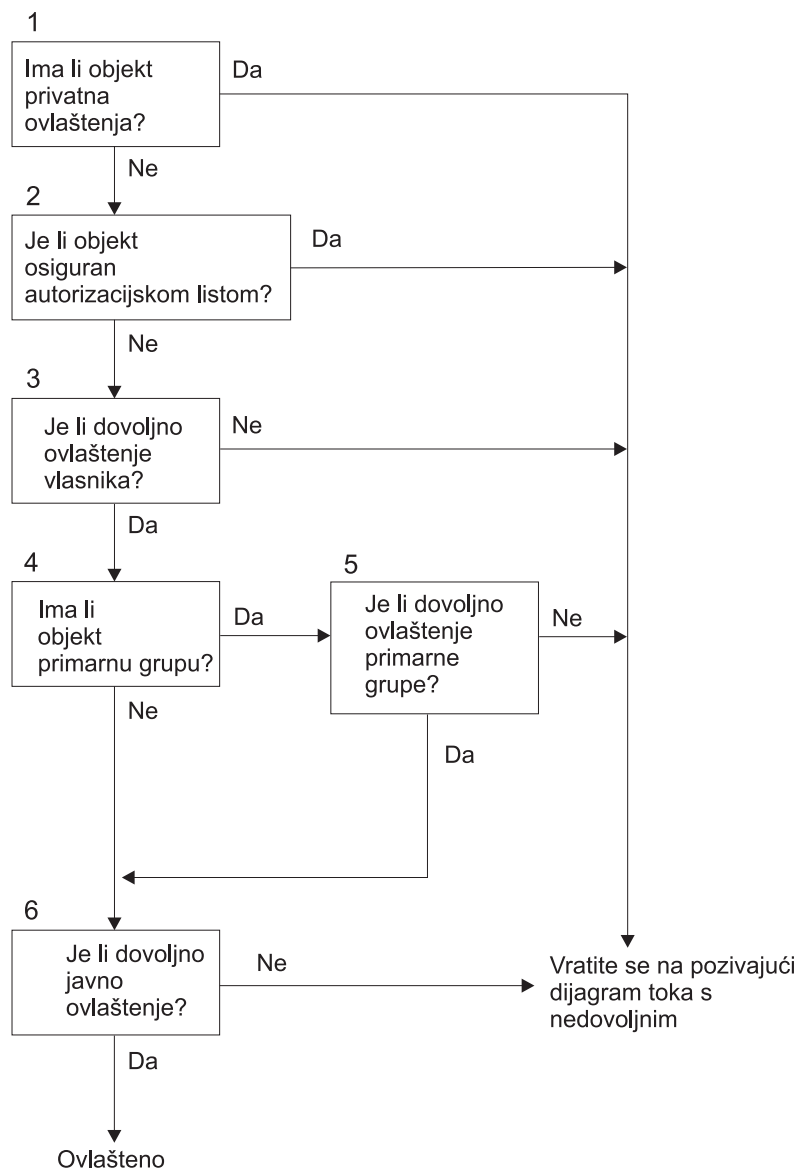 1
Ima li objekt
privatna
ovlaštenja?
Da
Ne
2
Je li objekt
osiguran
autorizacijskom listom?
Da
Ne
3
Je li dovoljno
ovlaštenje
vlasnika?
Ne
Da
4
Ima li
objekt
primarnu grupu?
Da
Ne
5
Je li dovoljno
ovlaštenje
primarne
grupe?
Ne
Da
6
Je li dovoljno
javno
ovlaštenje?
Ne
Da
Vratite se na pozivajući
dijagram toka s
nedovoljnim
Ovlašteno